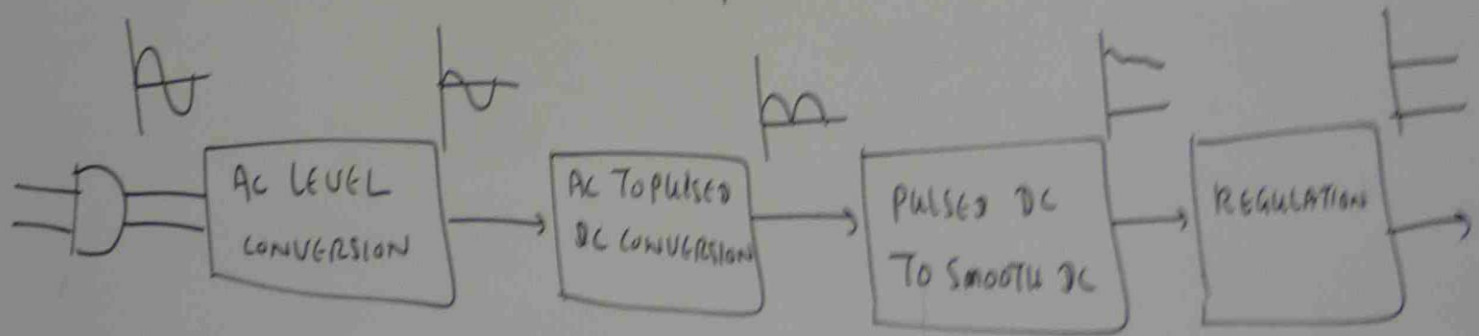 AC LEVEL
CONVERSION
AC TO PULSED
DC CONVERSION
PULSED DC
TO SMOOTH DC
REGULATION